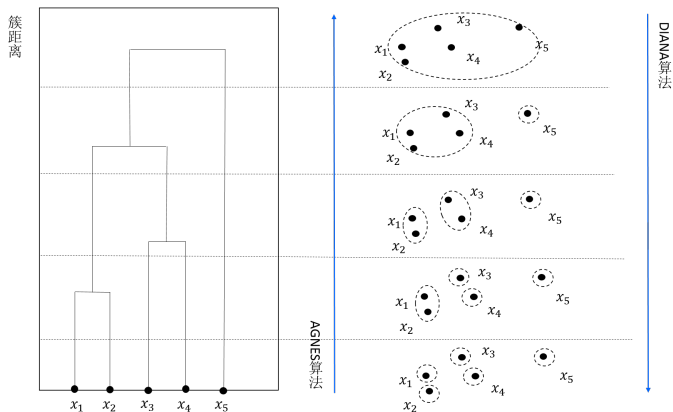 簇距离
x₁ x₂ x₃ x₄ x₅
AGNES算法
x₃
x₁ x₄ x₅
x₂
x₃
x₁ x₄ x₅
x₂
x₃
x₁ x₄ x₅
x₂
x₃
x₁ x₄ x₅
x₂
x₃
x₁ x₄ x₅
x₂
DIANA算法